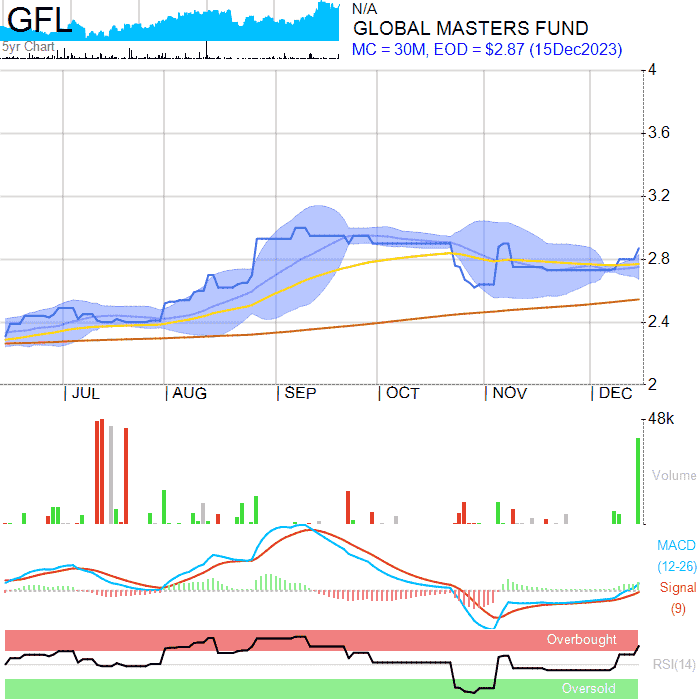 GFL
5yr Chart
N/A
GLOBAL MASTERS FUND
MC = 30M, EOD = $2.87 (15Dec2023)
4
3.6
3.2
2.8
2.4
2
JUL AUG SEP OCT NOV DEC
48k
Volume
MACD
(12-26)
Signal
(9)
Overbought
RSI(14)
Oversold